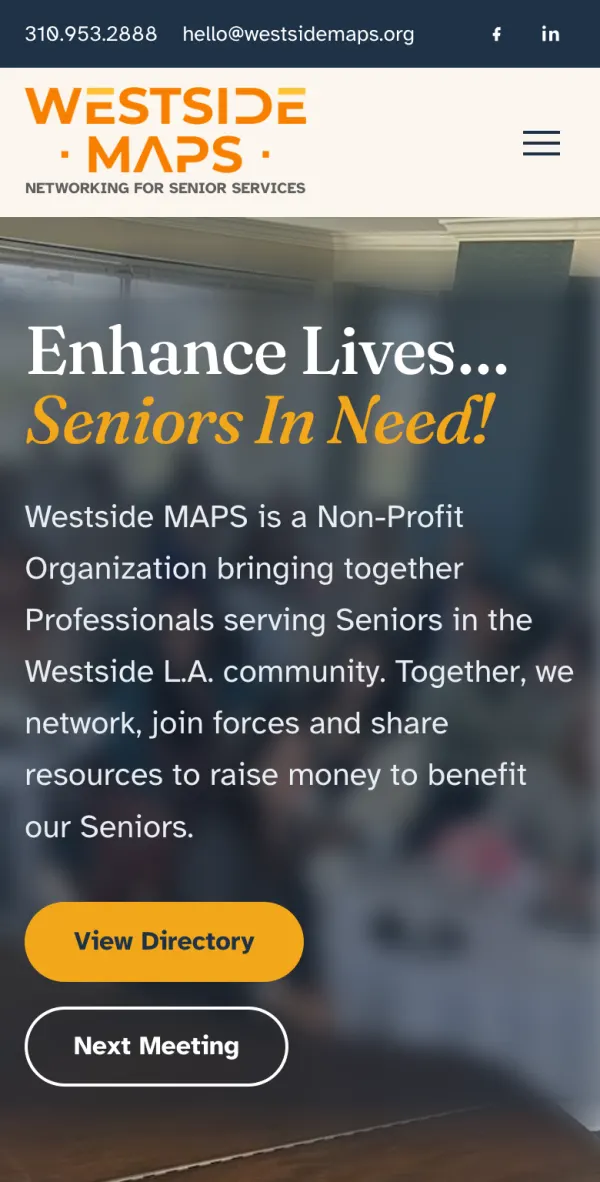 310.953.2888 hello@westsidemaps.org f in
WESTSIDE
· MAPS ·
NETWORKING FOR SENIOR SERVICES
Enhance Lives...
Seniors In Need!
Westside MAPS is a Non-Profit
Organization bringing together
Professionals serving Seniors in the
Westside L.A. community. Together, we
network, join forces and share
resources to raise money to benefit
our Seniors.
View Directory
Next Meeting